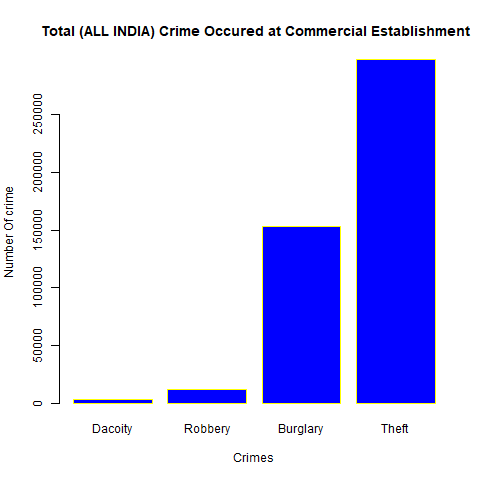 Total (ALL INDIA) Crime Occured at Commercial Establishment
Number Of crime
250000
200000
150000
100000
50000
0
Dacoity Robbery Burglary Theft
Crimes